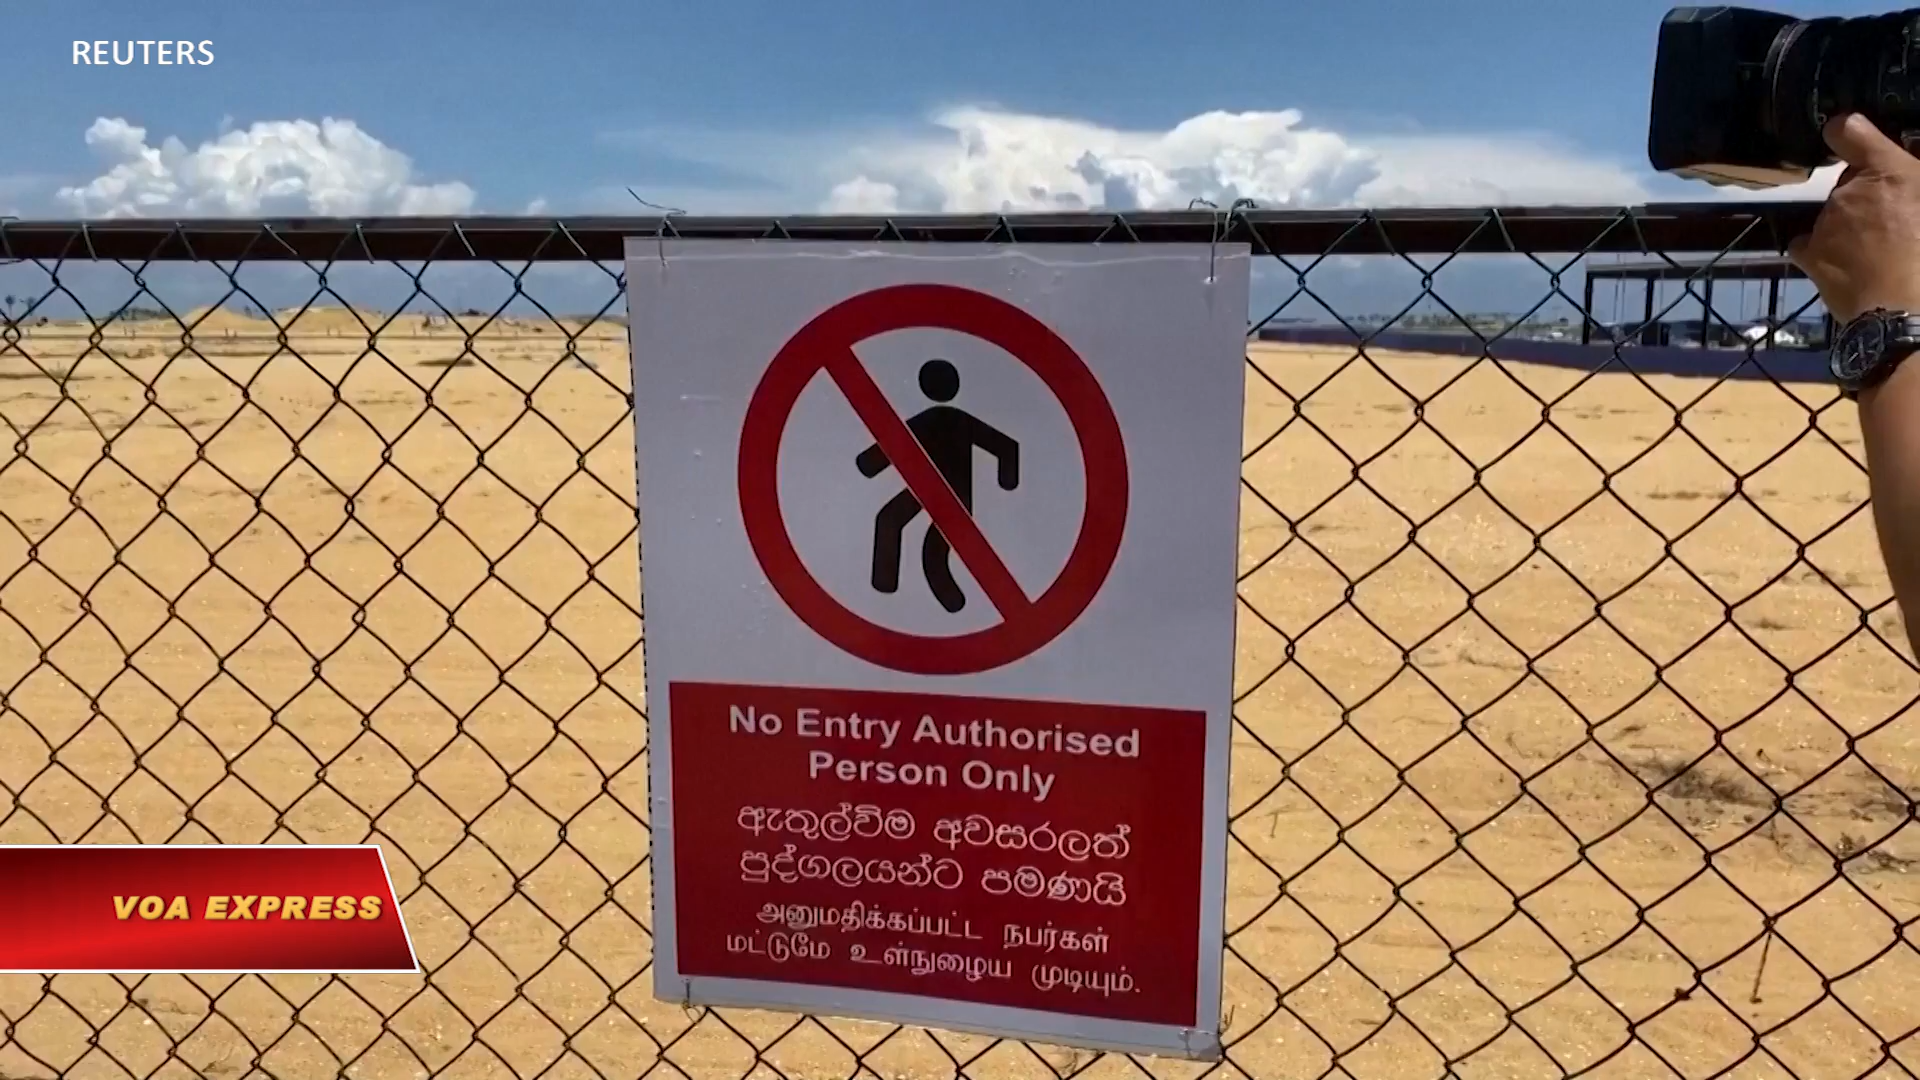 REUTERS
No Entry Authorised
Person Only
ඇතුල්වීම අවසරලත්
පුද්ගලයන්ට පමණයි
அனுமதிக்கப்பட்ட நபர்கள்
மட்டுமே உள்நுழைய முடியும்.
VOA EXPRESS